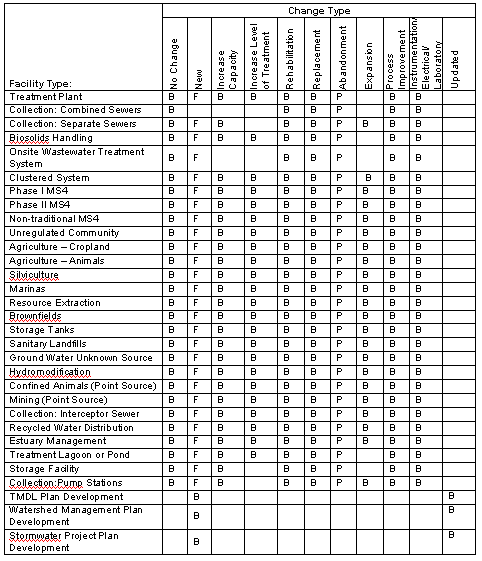 Change Type
Facility Type:
No Change
New
Increase
Capacity
Increase Level
of Treatment
Rehabilitation
Replacement
Abandonment
Expansion
Process
Improvement
Instrumentation/
Electrical/
Laboratory
Updated
Treatment Plant B F B B B B P B B
Collection: Combined Sewers B B B P B B
Collection: Separate Sewers B F B B B P B B B
Biosolids Handling B F B B B B P B B
Onsite Wastewater Treatment
System B F B B P B B
Clustered System B F B B B B P B B B
Phase I MS4 B F B B B B P B B B
Phase II MS4 B F B B B B P B B B
Non-traditional MS4 B F B B B B P B B B
Unregulated Community B F B B B B P B B B
Agriculture – Cropland B F B B B B P B B B
Agriculture – Animals B F B B B B P B B B
Silviculture B F B B B B P B B B
Marinas B F B B B B P B B B
Resource Extraction B F B B B B P B B B
Brownfields B F B B B B P B B B
Storage Tanks B F B B B B P B B B
Sanitary Landfills B F B B B B P B B B
Ground Water Unknown Source B F B B B B P B B B
Hydromodification B F B B B B P B B B
Confined Animals (Point Source) B F B B B B P B B B
Mining (Point Source) B F B B B B P B B B
Collection: Interceptor Sewer B F B B B B P B B B
Recycled Water Distribution B F B B B B P B B B
Estuary Management B F B B B B P B B B
Treatment Lagoon or Pond B F B B B B P B B
Storage Facility B F B B B P B B
Collection:Pump Stations B F B B B P B B B
TMDL Plan Development B B
Watershed Management Plan
Development B B
Stormwater Project Plan
Development B B